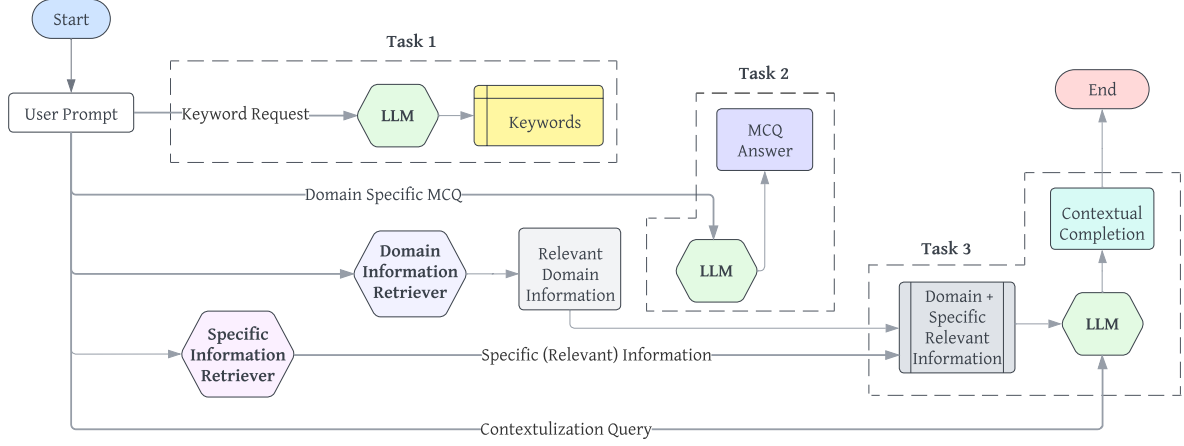 Start
Task 1
Task 2
End
User Prompt
Keyword Request
LLM
Keywords
MCQ
Answer
Domain Specific MCQ
Contextual
Completion
Domain
Information
Retriever
Relevant
Domain
Information
LLM
Task 3
Domain +
Specific
Relevant
Information
LLM
Specific
Information
Retriever
Specific (Relevant) Information
Contextulization Query